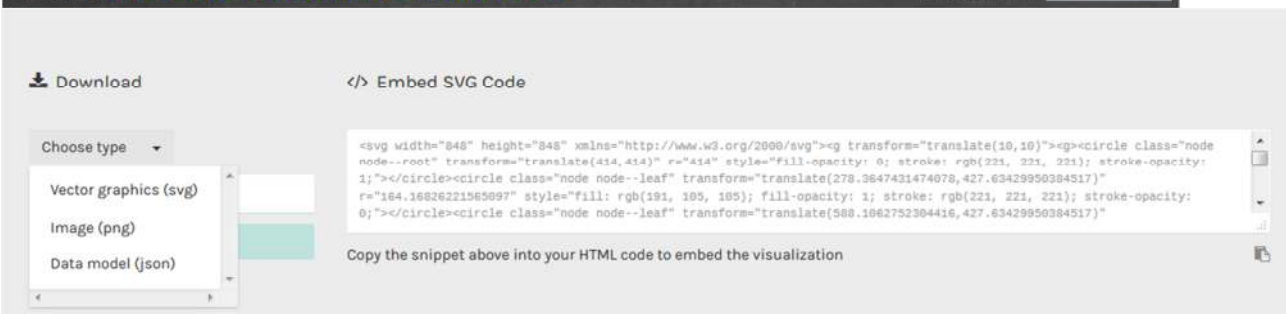 Download
</> Embed SVG Code
Choose type
Vector graphics (svg)
Image (png)
Data model (json)
<svg width="848" height="848" xmlns="http://www.w3.org/2000/svg"><g transform="translate(10,10)"><g><circle class="node
node--root" transform="translate(414,414)" r="414" style="fill-opacity: 0; stroke: rgb(221, 221, 221); stroke-opacity:
1;"></circle><circle class="node node--leaf" transform="translate(278.3647431474078,427.63429950384517)"
r="164.16826221565097" style="fill: rgb(191, 105, 105); fill-opacity: 1; stroke: rgb(221, 221, 221); stroke-opacity:
0;"></circle><circle class="node node--leaf" transform="translate(588.1062752304416,427.63429950384517)"
Copy the snippet above into your HTML code to embed the visualization